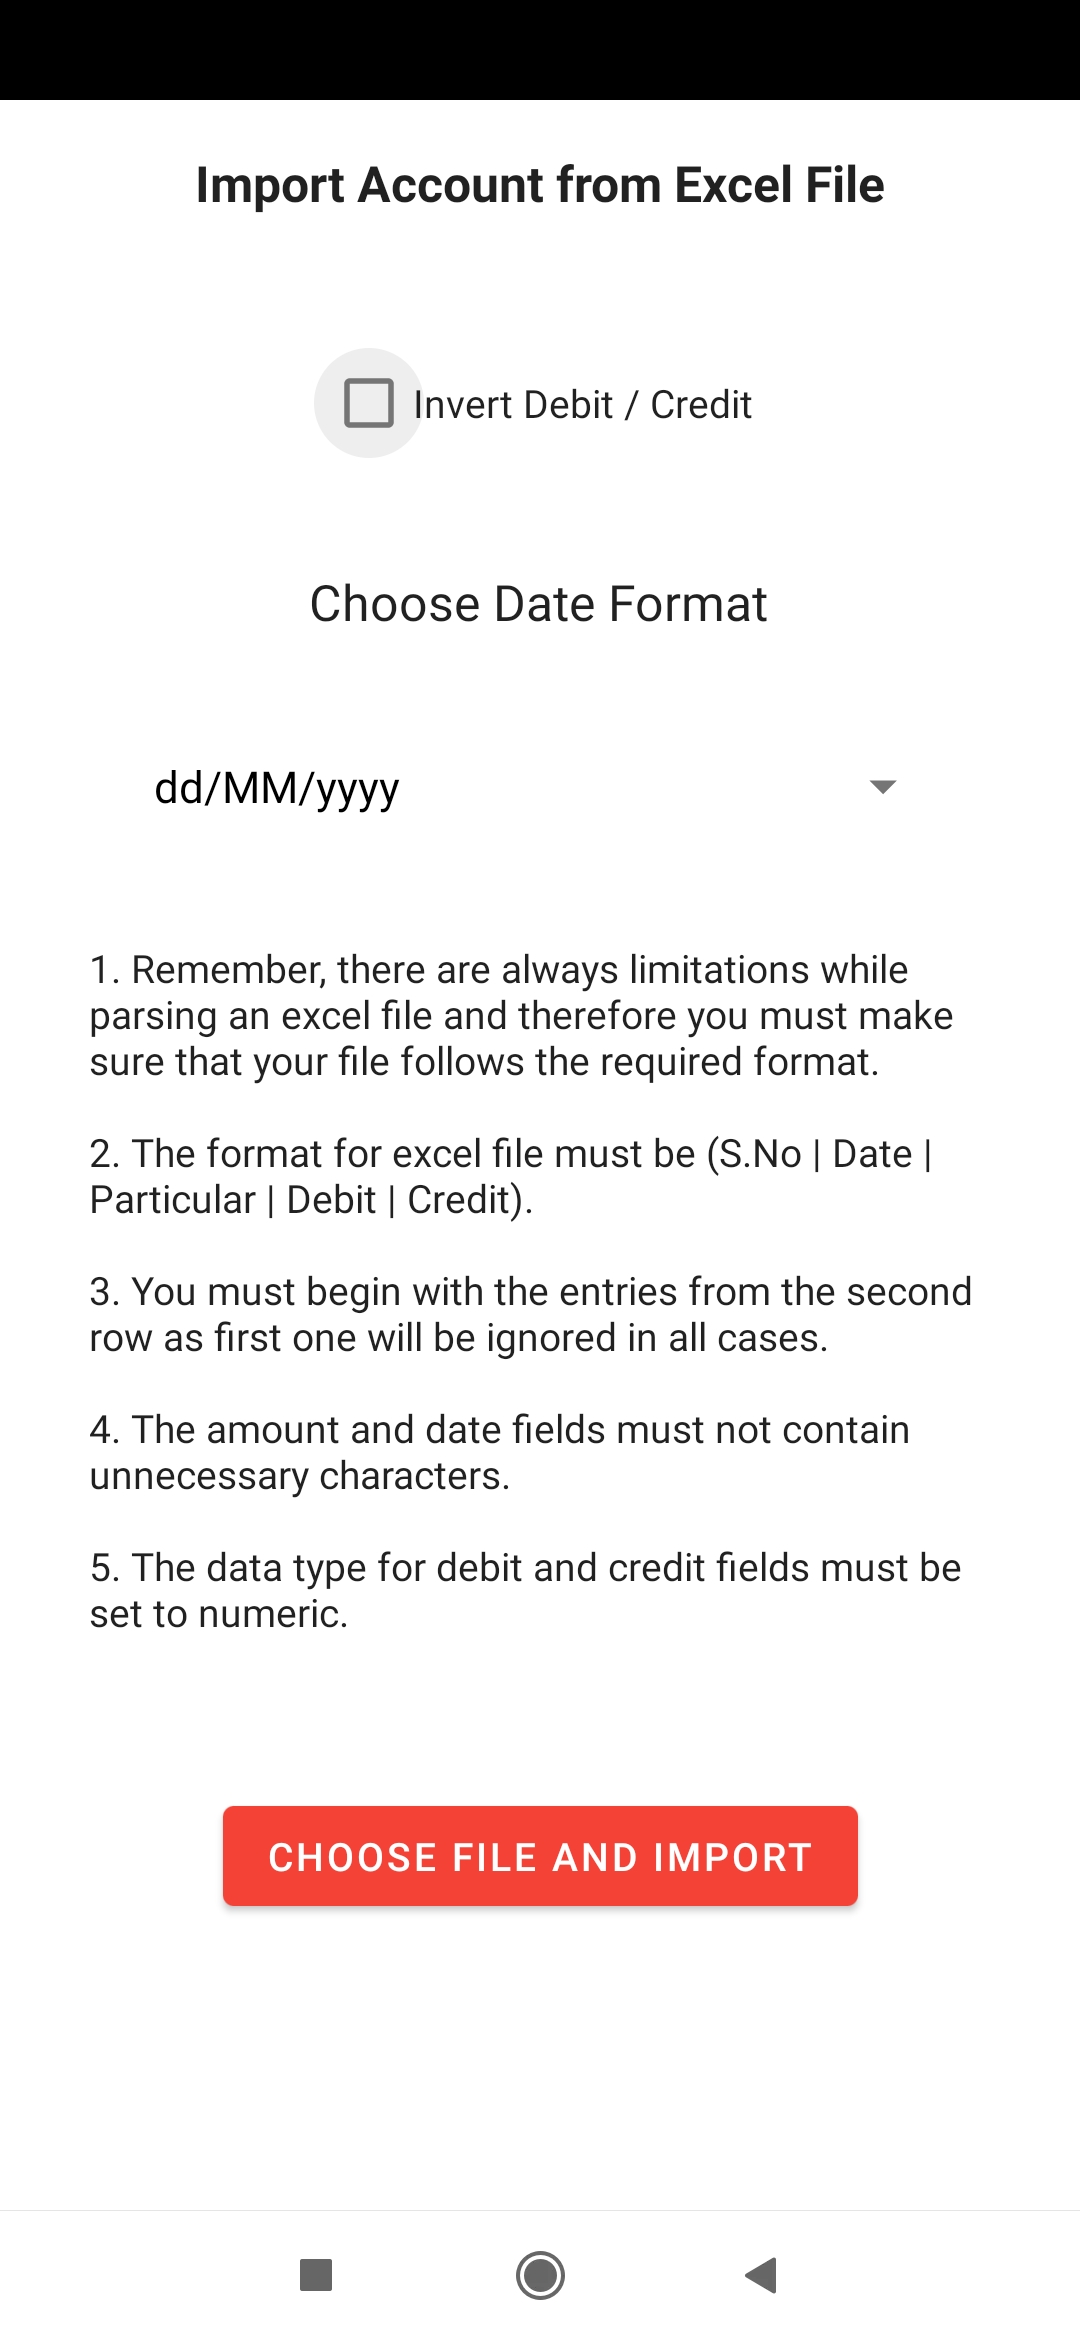 Import Account from Excel File
Invert Debit / Credit
Choose Date Format
dd/MM/yyyy
1. Remember, there are always limitations while
parsing an excel file and therefore you must make
sure that your file follows the required format.
2. The format for excel file must be (S.No | Date |
Particular | Debit | Credit).
3. You must begin with the entries from the second
row as first one will be ignored in all cases.
4. The amount and date fields must not contain
unnecessary characters.
5. The data type for debit and credit fields must be
set to numeric.
CHOOSE FILE AND IMPORT